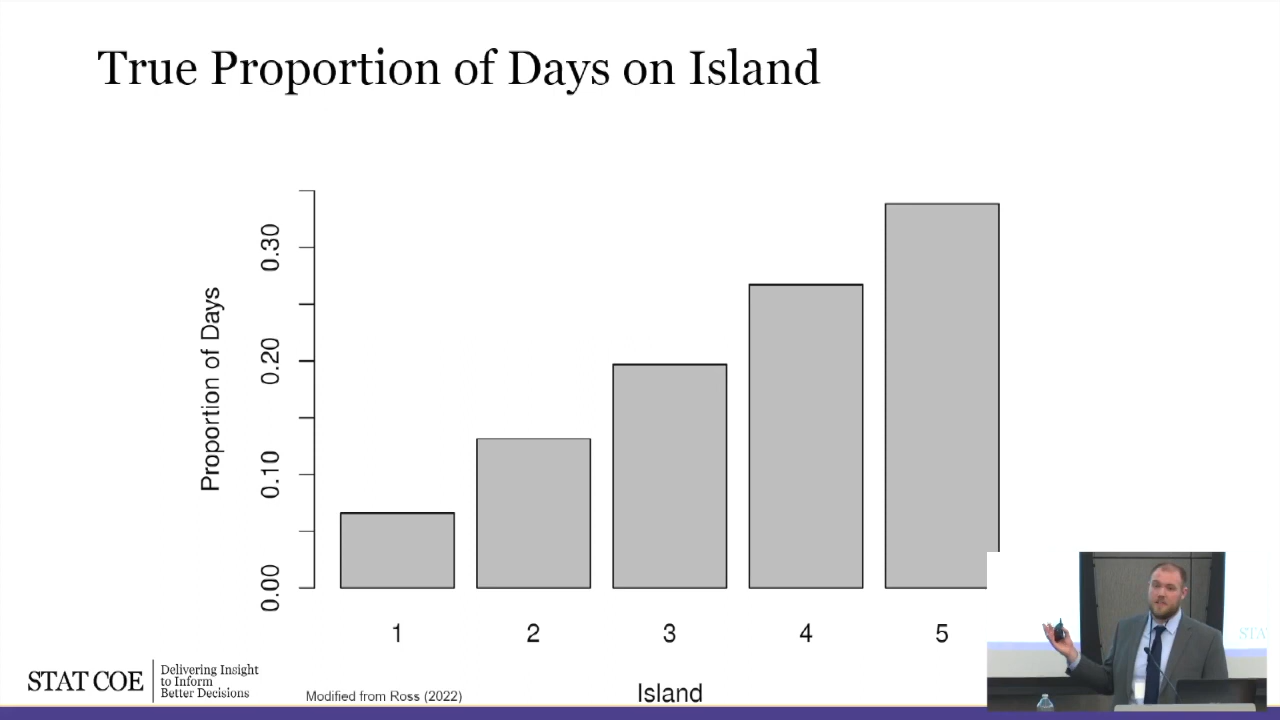 True Proportion of Days on Island
Proportion of Days
0.30
0.20
0.10
0.00
1 2 3 4 5
Island
STAT COE
Delivering Insight
to Inform
Better Decisions
Modified from Ross (2022)
STA